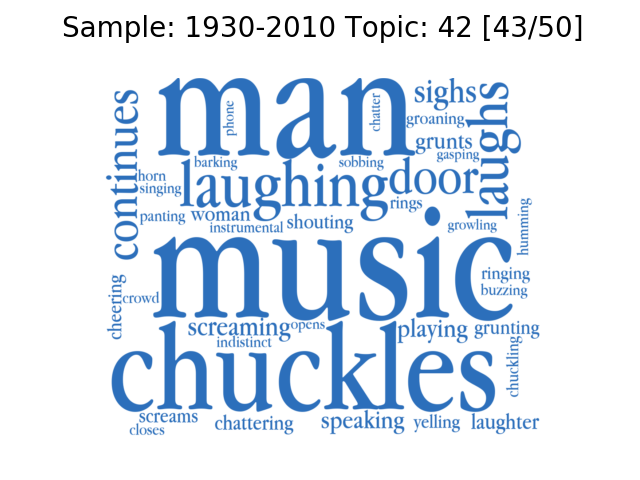 Sample: 1930-2010 Topic: 42 [43/50]
man
sighs
laughs
continues
phone
chatter
groaning
grunts
gasping
barking
sobbing
horn
singing
laughing
door
rings
panting
woman
instrumental
shouting
growling
humming
music
ringing
buzzing
cheering
crowd
screaming
opens
playing
grunting
indistinct
chuckles
chuckling
screams
closes
chattering
speaking
yelling
laughter